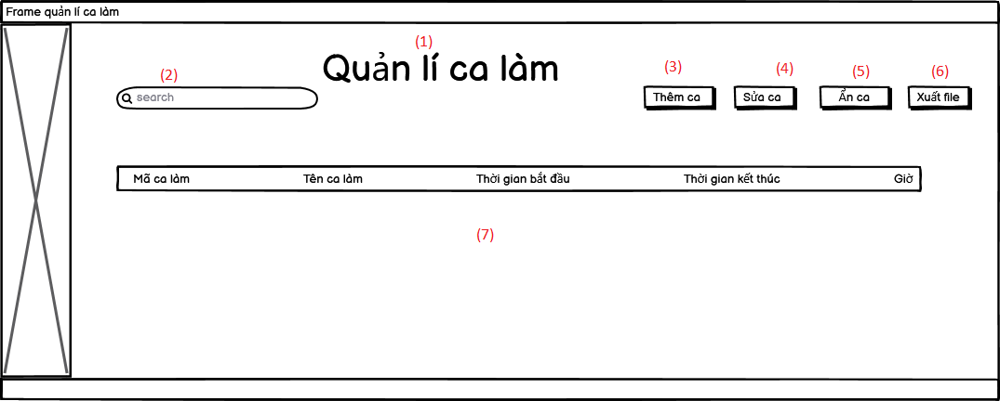 Frame quản lí ca làm
(1)
Quản lí ca làm
(2)
search
(3) (4) (5) (6)
Thêm ca Sửa ca Ẩn ca Xuất file
Mã ca làm Tên ca làm Thời gian bắt đầu Thời gian kết thúc Giờ
(7)